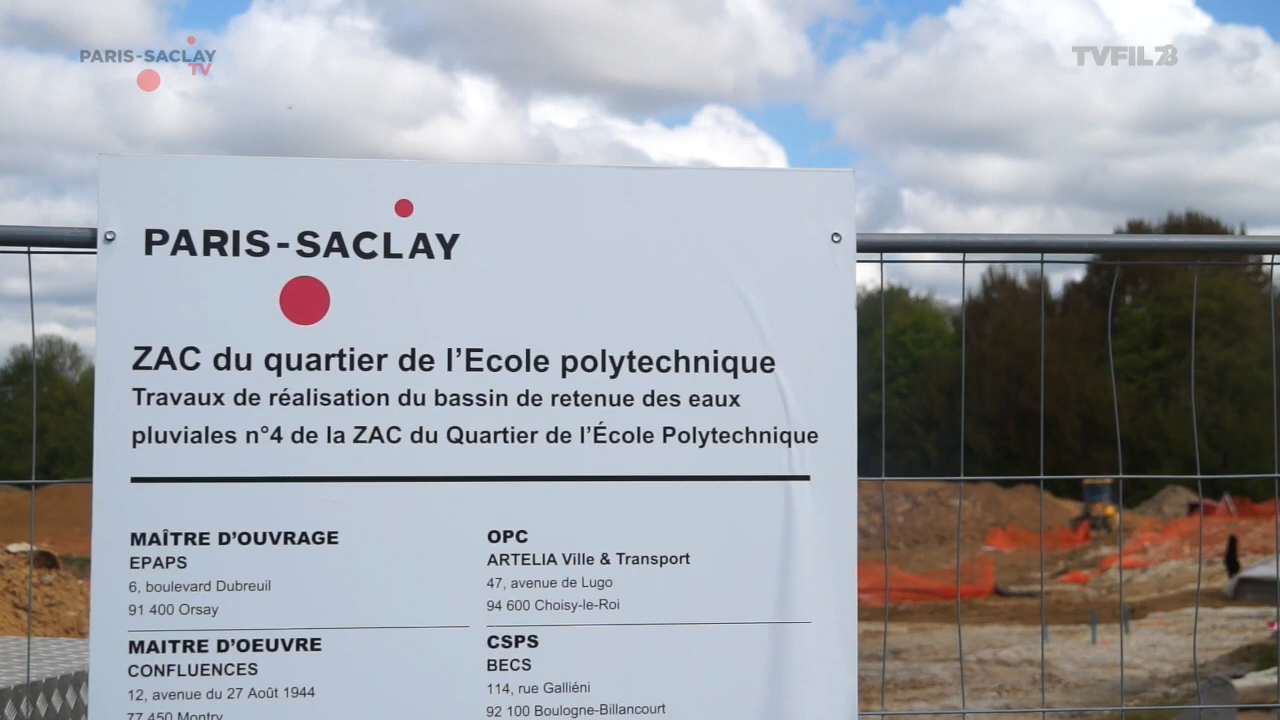 PARIS-SACLAY
TV
TVFIL78
PARIS-SACLAY
ZAC du quartier de l'Ecole polytechnique
Travaux de réalisation du bassin de retenue des eaux
pluviales n°4 de la ZAC du Quartier de l'École Polytechnique
MAÎTRE D'OUVRAGE
EPAPS
6, boulevard Dubreuil
91 400 Orsay
OPC
ARTELIA Ville & Transport
47, avenue de Lugo
94 600 Choisy-le-Roi
MAITRE D'OEUVRE
CONFLUENCES
12, avenue du 27 Août 1944
77 450 Montry
CSPS
BECS
114, rue Galliéni
92 100 Boulogne-Billancourt